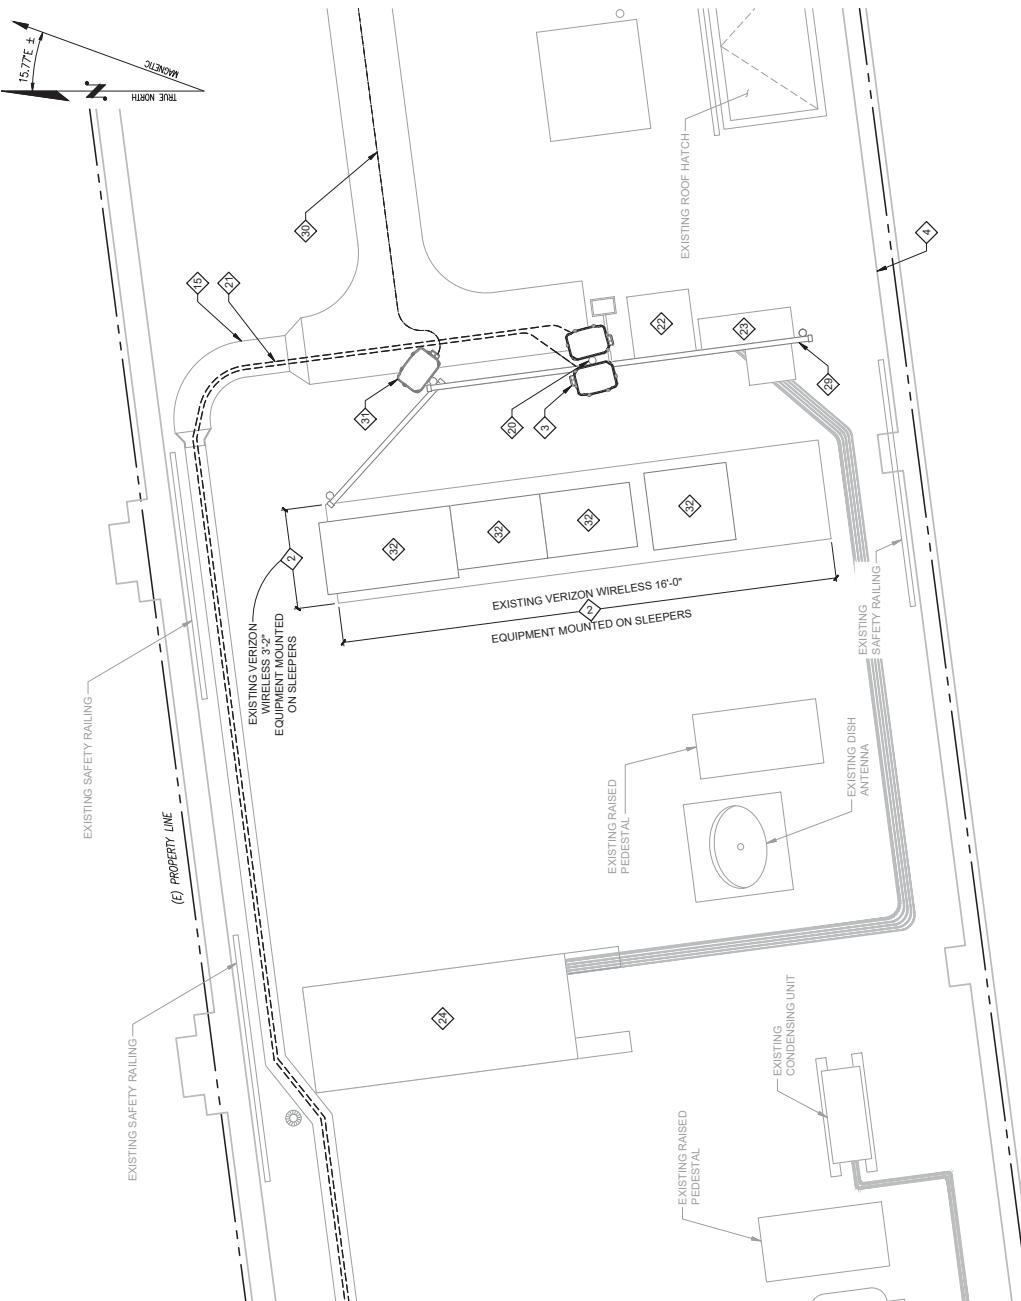 15.77'E ±
MAGNETIC
TRUE NORTH
30
15
21
31
20
3
22
23
29
4
EXISTING ROOF HATCH
32
32
32
32
2
EXISTING VERIZON
WIRELESS 3'-2"
EQUIPMENT MOUNTED
ON SLEEPERS
EXISTING VERIZON WIRELESS 16'-0"
2
EQUIPMENT MOUNTED ON SLEEPERS
EXISTING
SAFETY RAILING
EXISTING SAFETY RAILING
(E) PROPERTY LINE
EXISTING RAISED
PEDESTAL
EXISTING DISH
ANTENNA
EXISTING SAFETY RAILING
24
EXISTING
CONDENSING UNIT
EXISTING RAISED
PEDESTAL